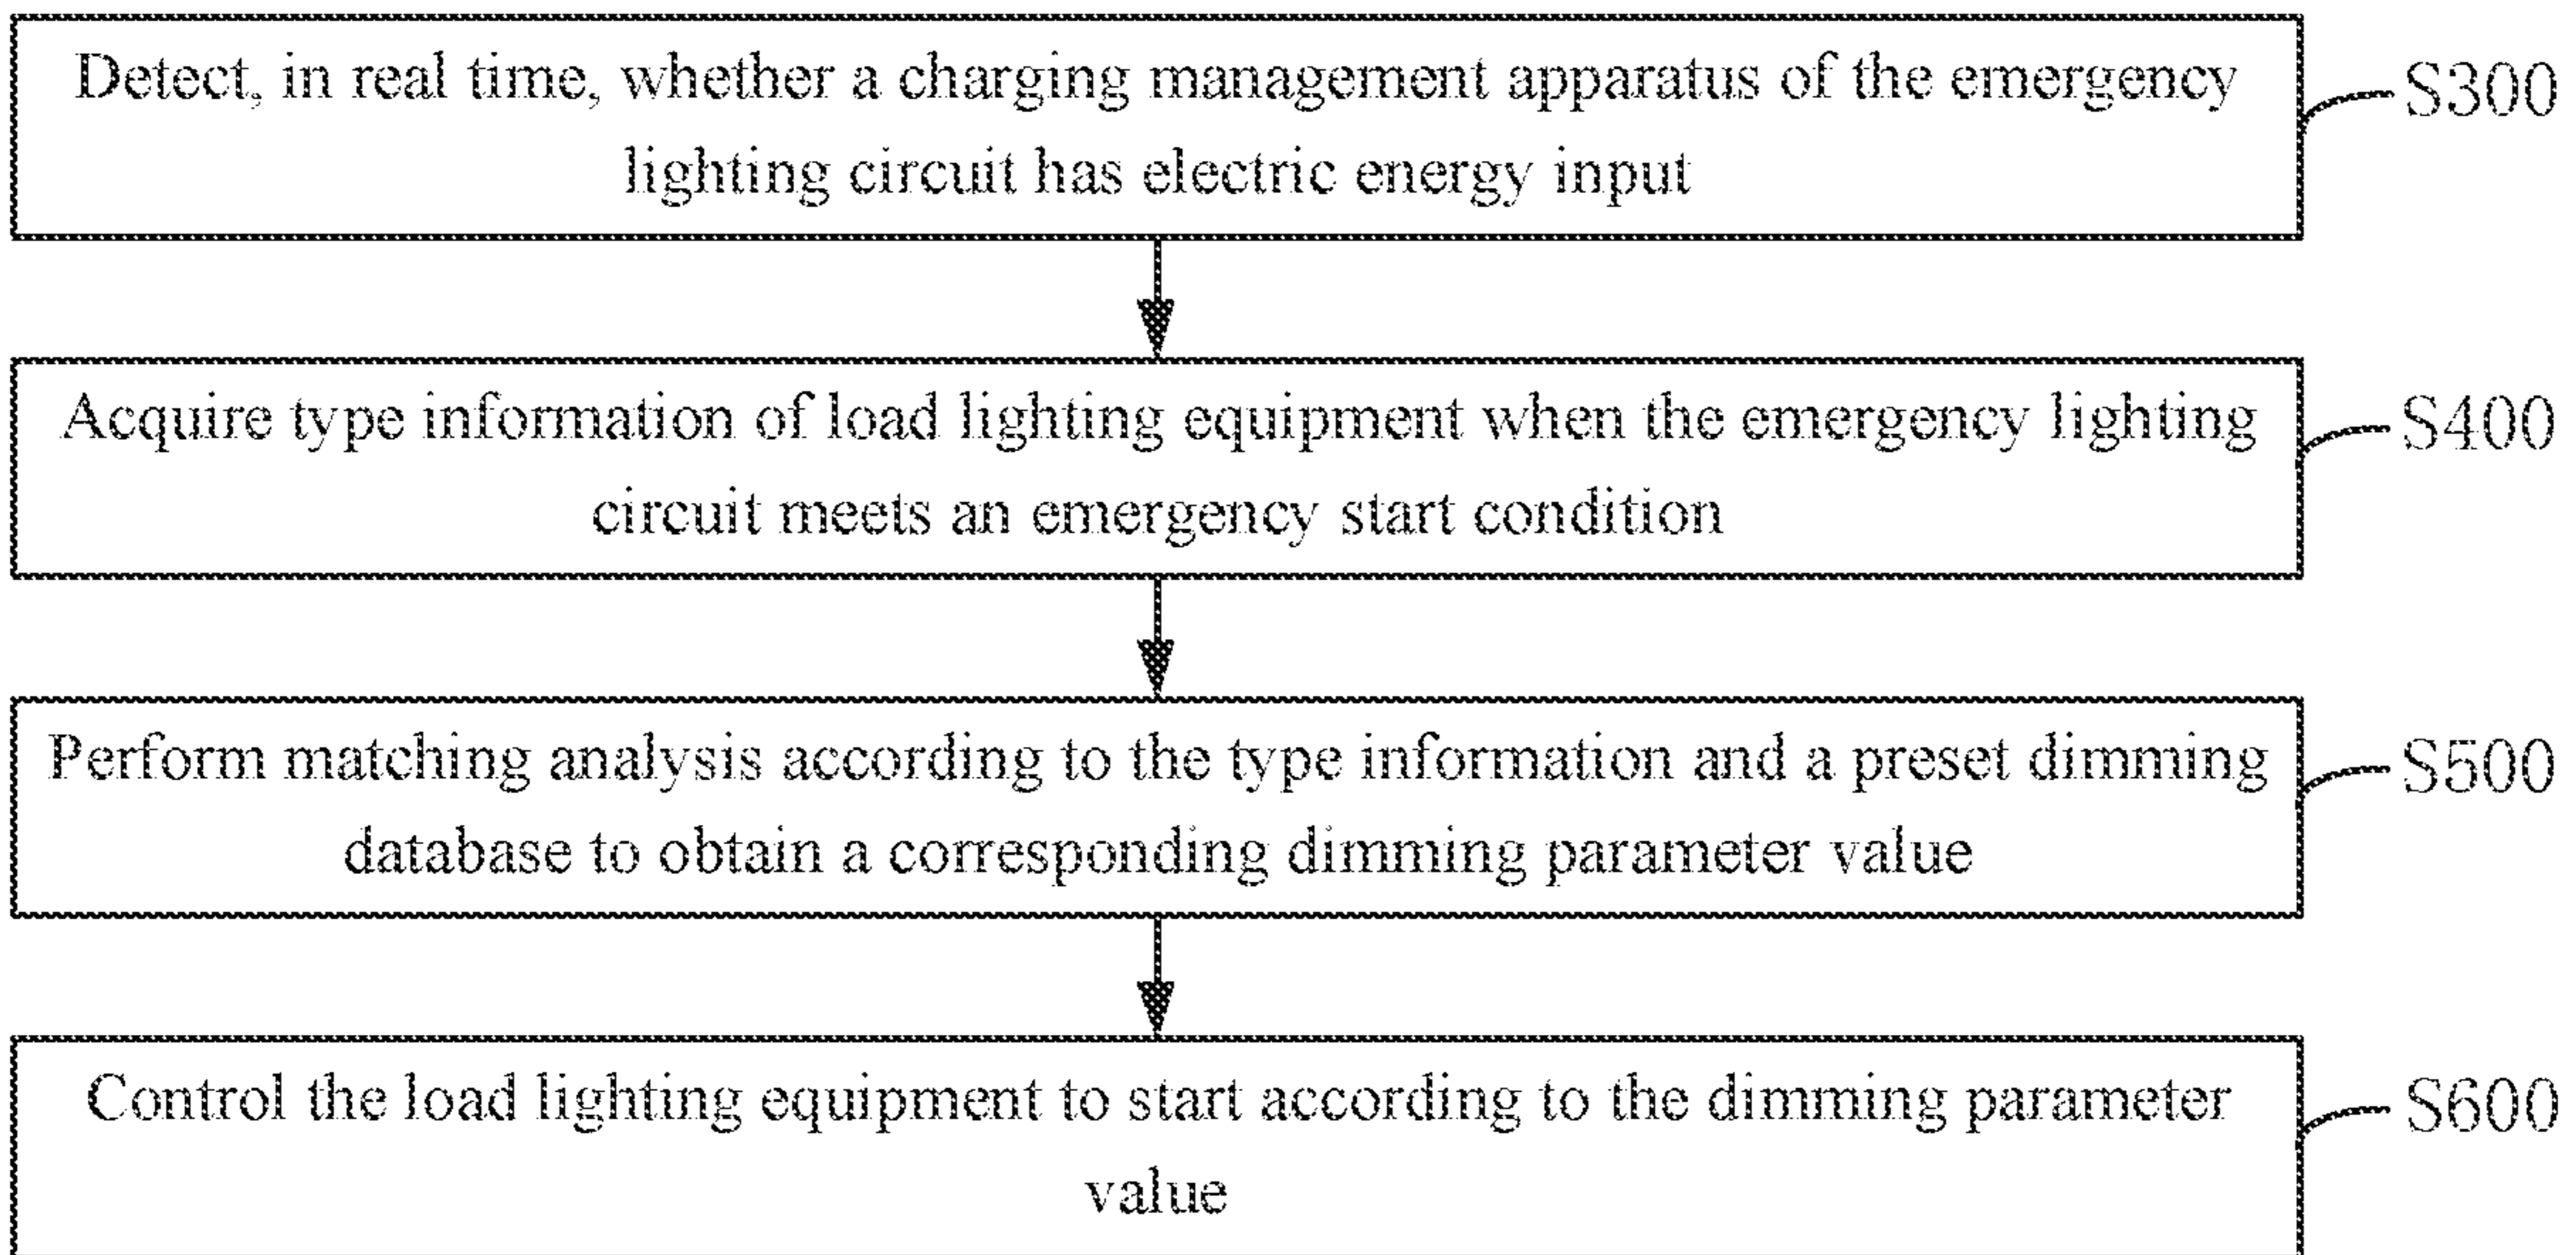 Detect, in real time, whether a charging management apparatus of the emergency
lighting circuit has electric energy input
S300
Acquire type information of load lighting equipment when the emergency lighting
circuit meets an emergency start condition
S400
Perform matching analysis according to the type information and a preset dimming
database to obtain a corresponding dimming parameter value
S500
Control the load lighting equipment to start according to the dimming parameter
value
S600